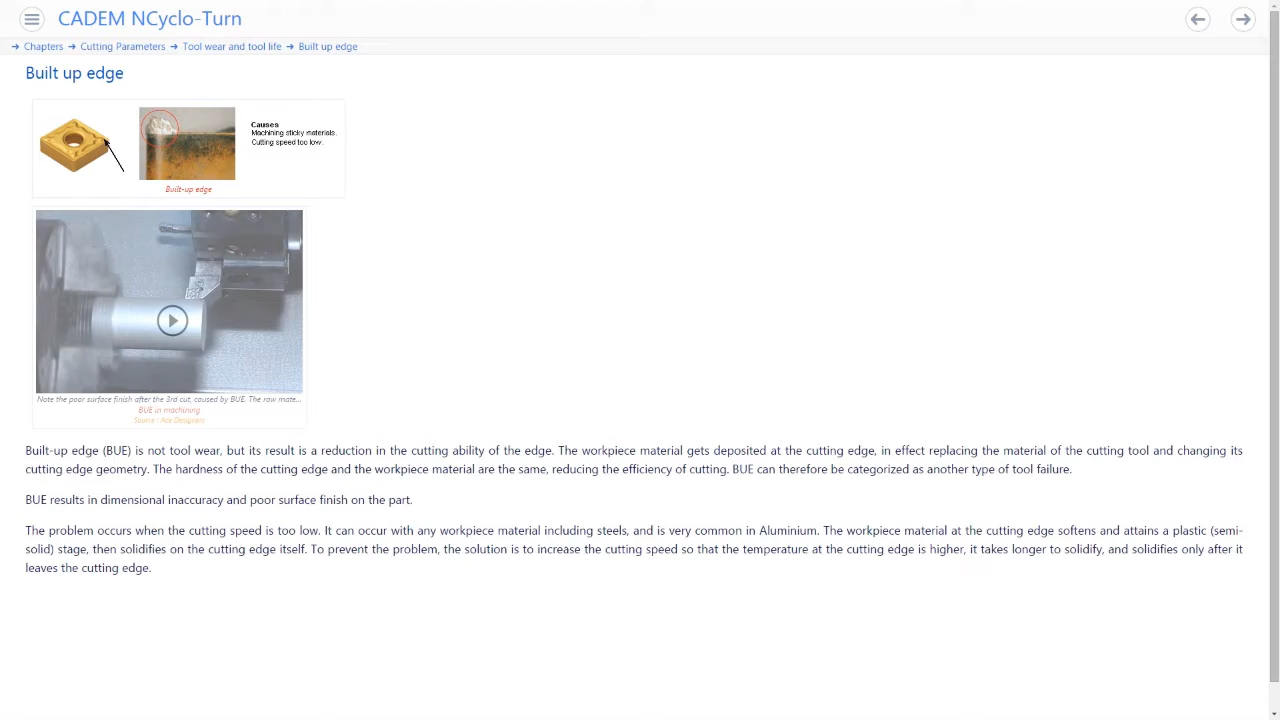 CADEM NCyclo-Turn
Chapters
Cutting Parameters
Tool wear and tool life
Built up edge
Built up edge
Causes
Machining sticky materials.
Cutting speed too low.
Built-up edge
Note the poor surface finish after the 3rd cut, caused by BUE. The raw mate...
BUE in machining
Source : Ace Designers
Built-up edge (BUE) is not tool wear, but its result is a reduction in the cutting ability of the edge. The workpiece material gets deposited at the cutting edge, in effect replacing the material of the cutting tool and changing its
cutting edge geometry. The hardness of the cutting edge and the workpiece material are the same, reducing the efficiency of cutting. BUE can therefore be categorized as another type of tool failure.
BUE results in dimensional inaccuracy and poor surface finish on the part.
The problem occurs when the cutting speed is too low. It can occur with any workpiece material including steels, and is very common in Aluminium. The workpiece material at the cutting edge softens and attains a plastic (semi-
solid) stage, then solidifies on the cutting edge itself. To prevent the problem, the solution is to increase the cutting speed so that the temperature at the cutting edge is higher, it takes longer to solidify, and solidifies only after it
leaves the cutting edge.